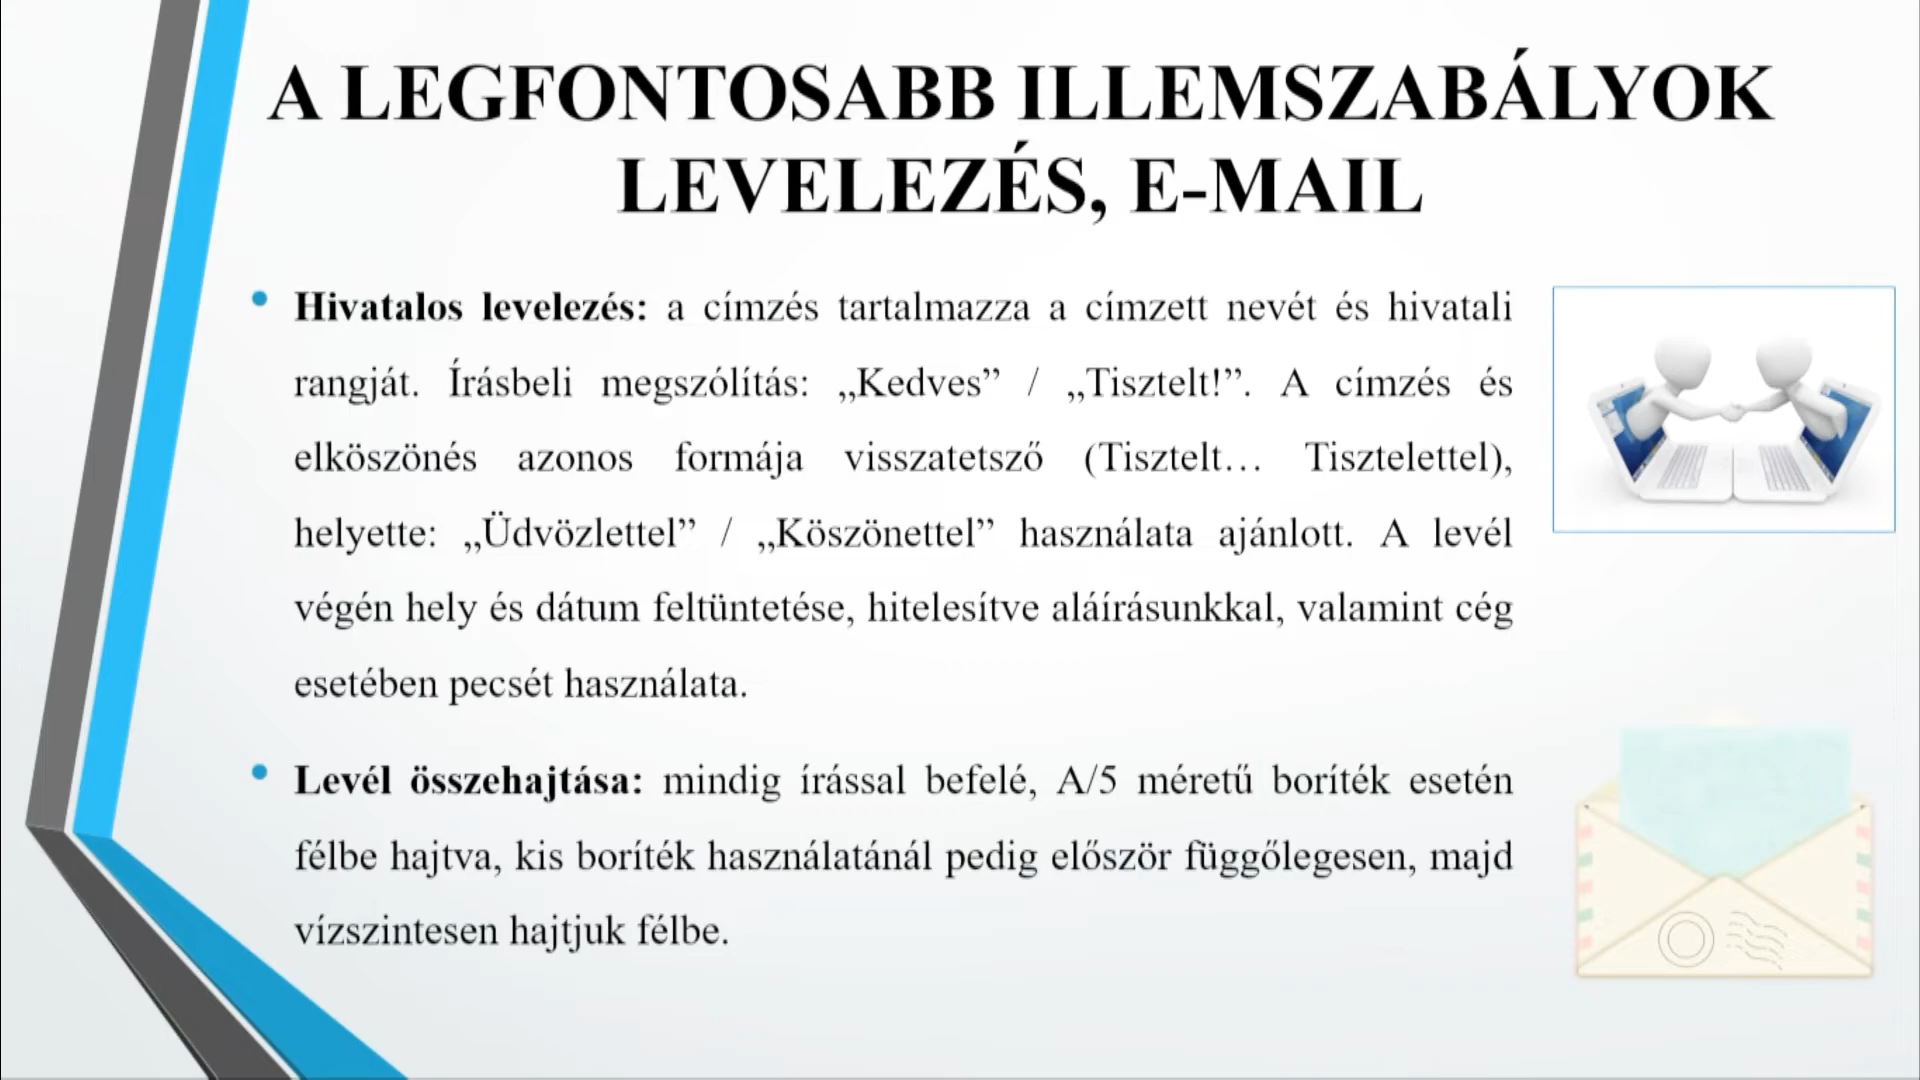 A LEGFONTOSABB ILLEMSZABÁLYOK
LEVELEZÉS, E-MAIL
• Hivatalos levelezés: a címzés tartalmazza a címzett nevét és hivatali
rangját. Írásbeli megszólítás: „Kedves” / „Tisztelt!”. A címzés és
elköszönés azonos formája visszatetsző (Tisztelt… Tisztelettel),
helyette: „Üdvözlettel” / „Köszönettel” használata ajánlott. A levél
végén hely és dátum feltüntetése, hitelesítve aláírásunkkal, valamint cég
esetében pecsét használata.
• Levél összehajtása: mindig írással befelé, A/5 méretű boríték esetén
félbe hajtva, kis boríték használatánál pedig először függőlegesen, majd
vízszintesen hajtjuk félbe.